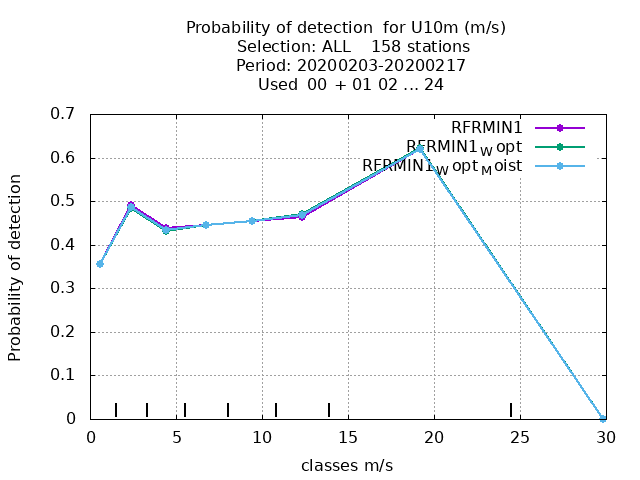 Probability of detection for U10m (m/s)
Selection: ALL 158 stations
Period: 20200203-20200217
Used 00 + 01 02 ... 24
0.7
0.6
0.5
0.4
0.3
0.2
0.1
0
Probability of detection
RFRMIN1
RFRMIN1Wopt
RFRMIN1WoptMoist
0 5 10 15 20 25 30
classes m/s